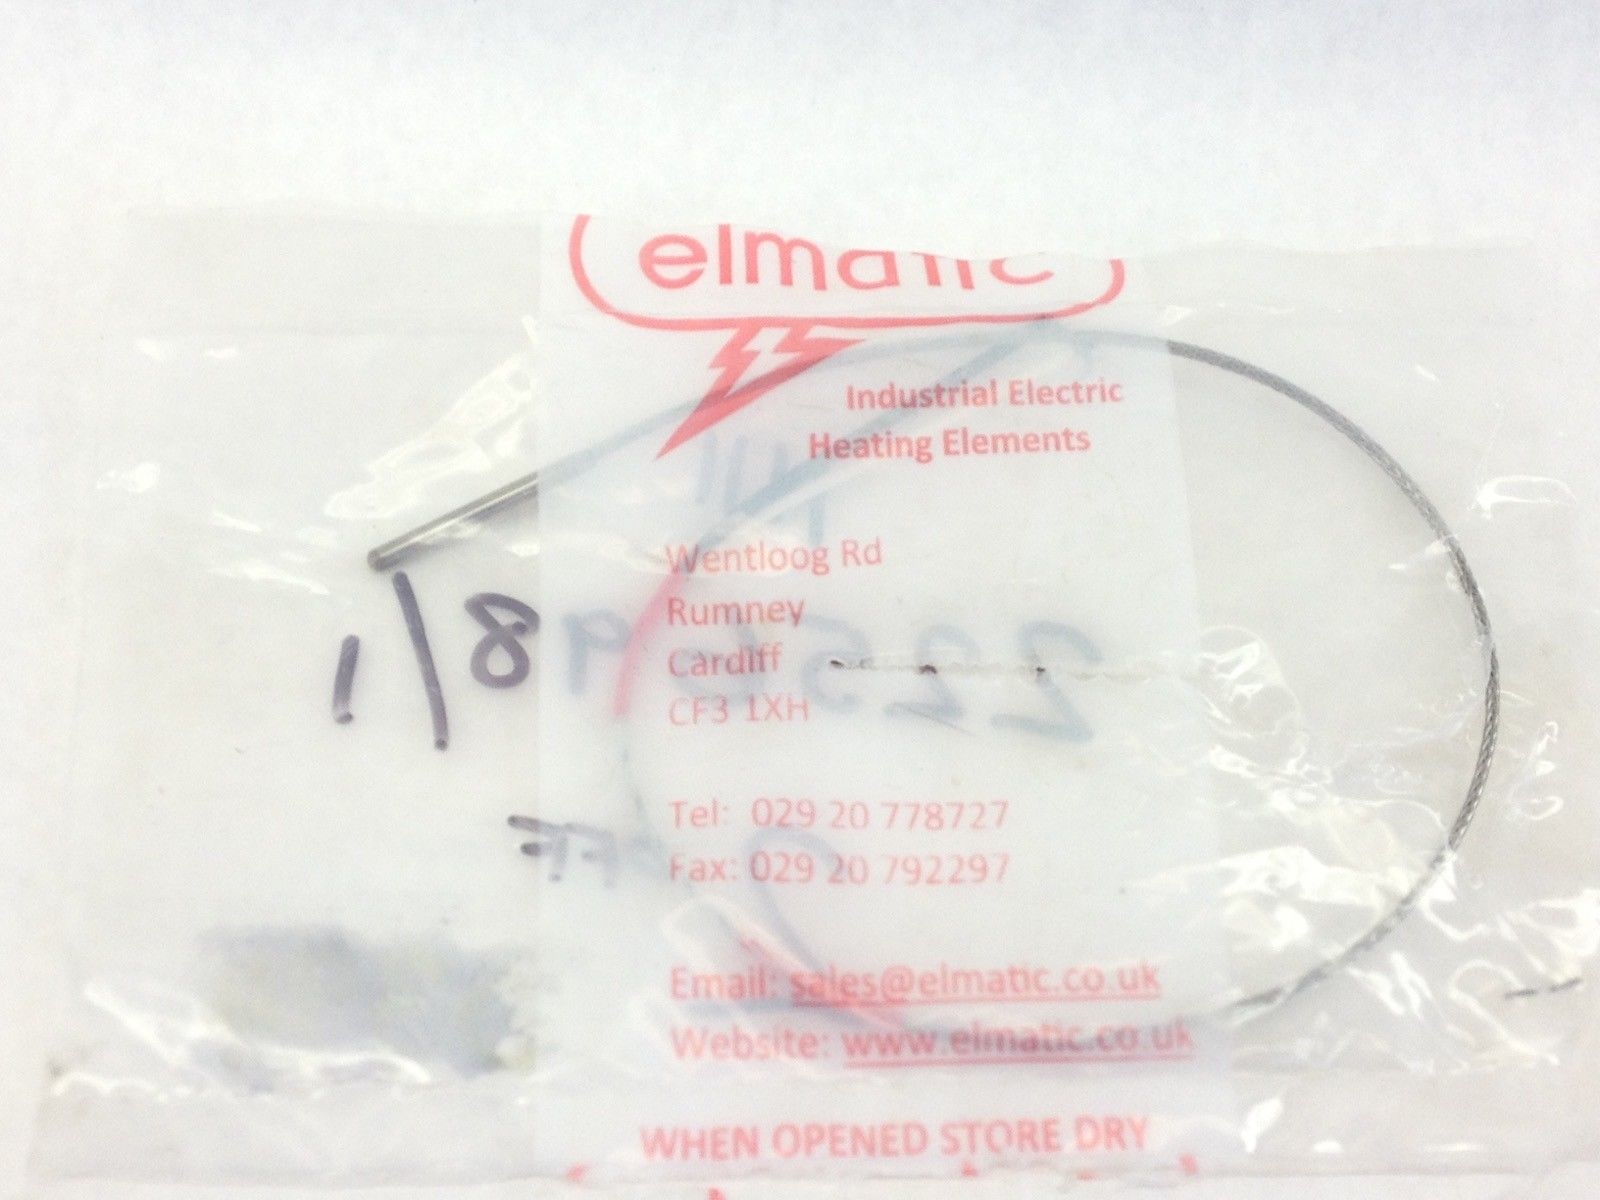 elmatic
Industrial Electric
Heating Elements
Wentloog Rd
Rumney
Cardiff
CF3 1XH
1/8
Tel: 029 20 778727
Fax: 029 20 792297
Email: sales@elmatic.co.uk
Website: www.elmatic.co.uk
WHEN OPENED STORE DRY